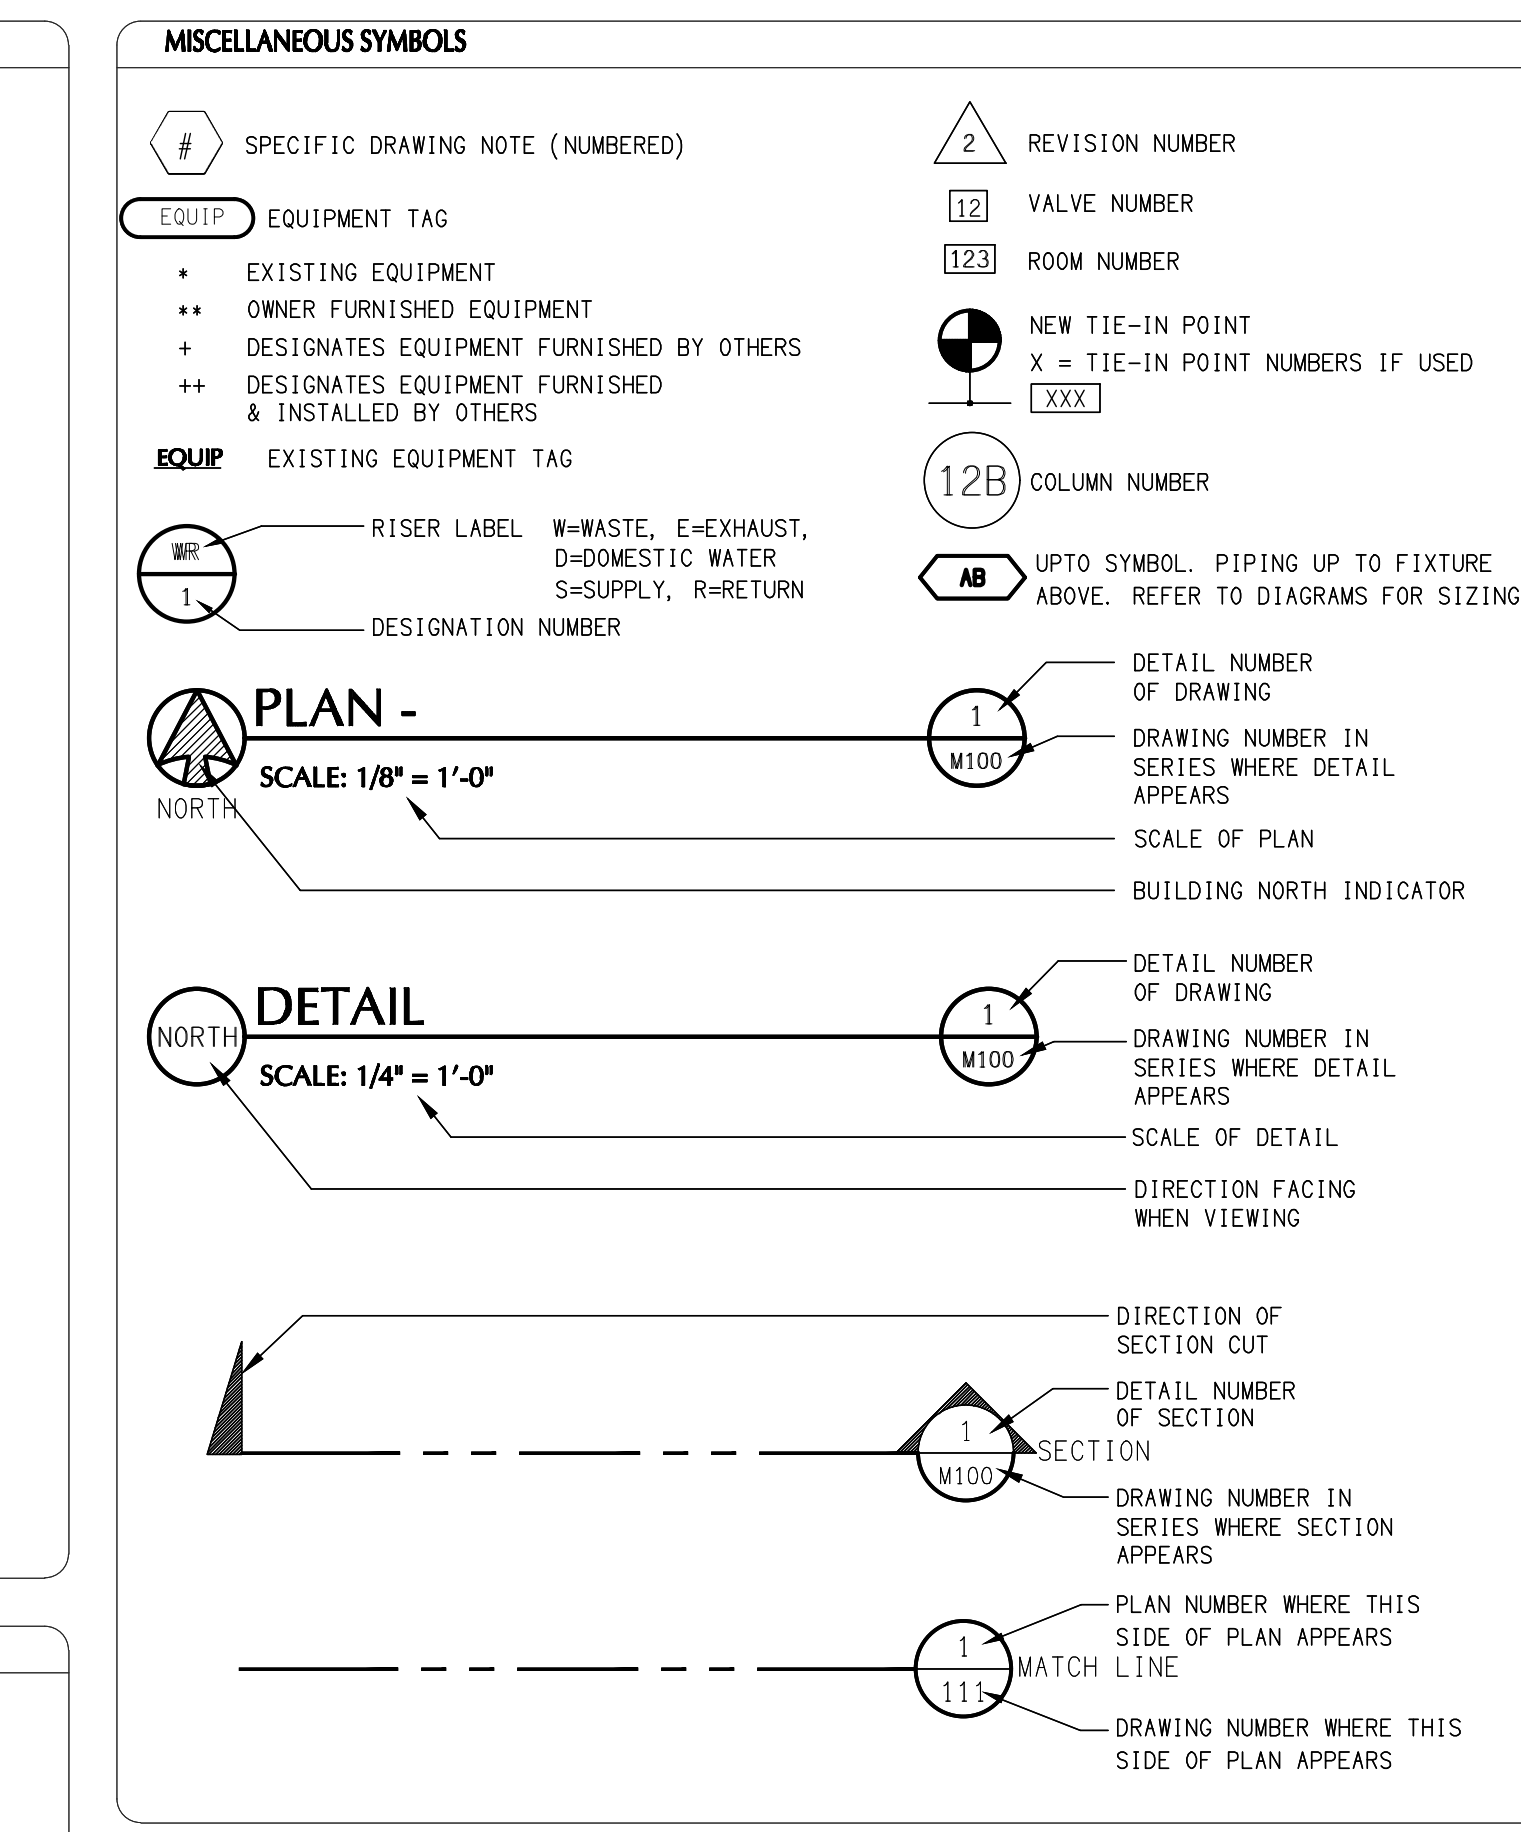 MISCELLANEOUS SYMBOLS
#
SPECIFIC DRAWING NOTE (NUMBERED)
EQUIP
EQUIPMENT TAG
* EXISTING EQUIPMENT
** OWNER FURNISHED EQUIPMENT
+ DESIGNATES EQUIPMENT FURNISHED BY OTHERS
++ DESIGNATES EQUIPMENT FURNISHED
& INSTALLED BY OTHERS
EQUIP EXISTING EQUIPMENT TAG
RISER LABEL W=WASTE, E=EXHAUST,
D=DOMESTIC WATER
S=SUPPLY, R=RETURN
1
DESIGNATION NUMBER
2
REVISION NUMBER
12
VALVE NUMBER
123
ROOM NUMBER
NEW TIE-IN POINT
X = TIE-IN POINT NUMBERS IF USED
XXX
12B
COLUMN NUMBER
AB
UPTO SYMBOL. PIPING UP TO FIXTURE
ABOVE. REFER TO DIAGRAMS FOR SIZING
PLAN -
SCALE: 1/8" = 1'-0"
NORTH
1
M100
DETAIL NUMBER
OF DRAWING
DRAWING NUMBER IN
SERIES WHERE DETAIL
APPEARS
SCALE OF PLAN
BUILDING NORTH INDICATOR
NORTH
DETAIL
SCALE: 1/4" = 1'-0"
1
M100
DETAIL NUMBER
OF DRAWING
DRAWING NUMBER IN
SERIES WHERE DETAIL
APPEARS
SCALE OF DETAIL
DIRECTION FACING
WHEN VIEWING
DIRECTION OF
SECTION CUT
DETAIL NUMBER
OF SECTION
1
M100
SECTION
DRAWING NUMBER IN
SERIES WHERE SECTION
APPEARS
PLAN NUMBER WHERE THIS
SIDE OF PLAN APPEARS
1
111
MATCH LINE
DRAWING NUMBER WHERE THIS
SIDE OF PLAN APPEARS